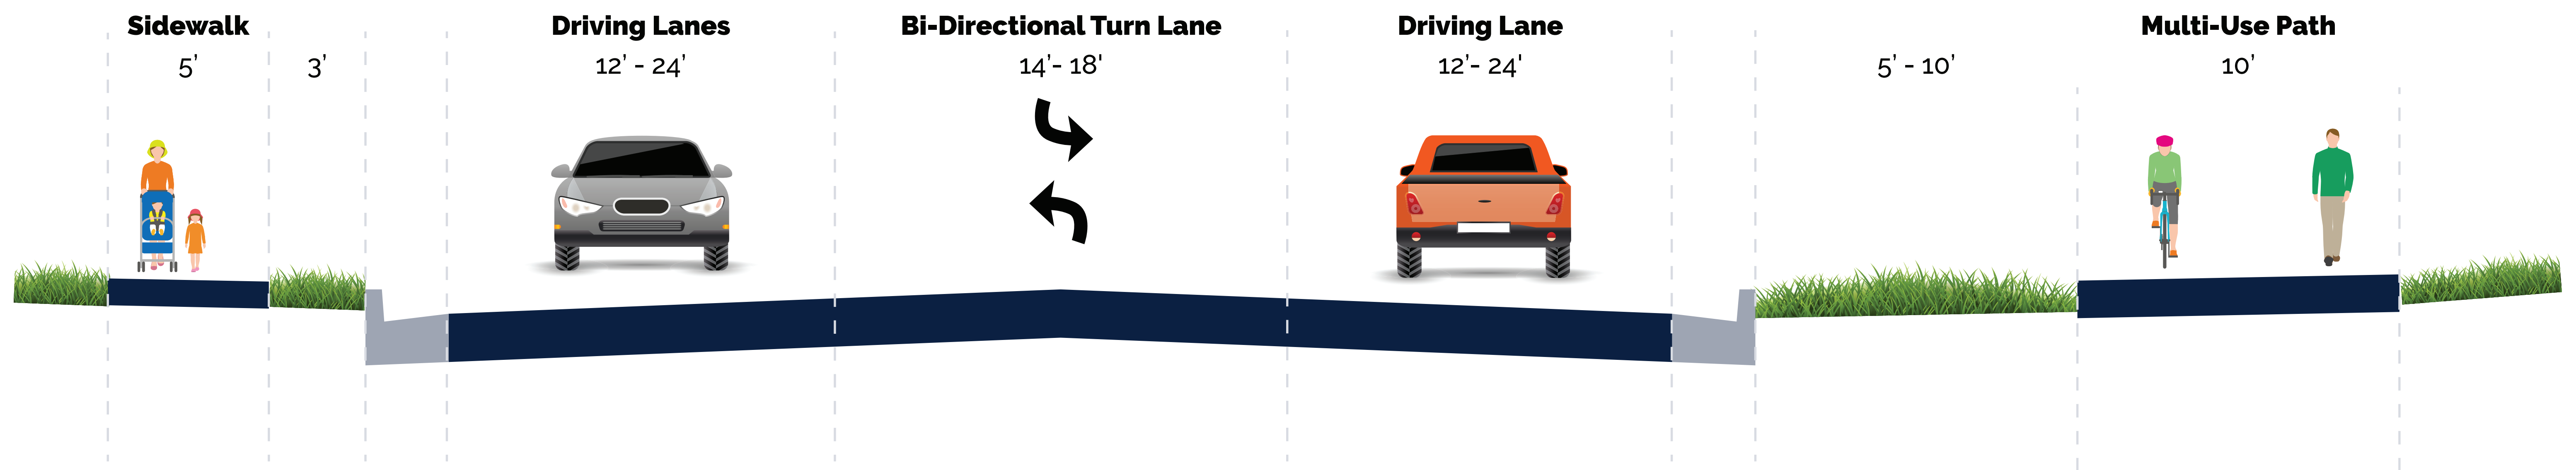 Sidewalk
5’
3’
Driving Lanes
12’ - 24’
Bi-Directional Turn Lane
14’- 18’
Driving Lane
12’- 24'
5’ - 10’
Multi-Use Path
10’